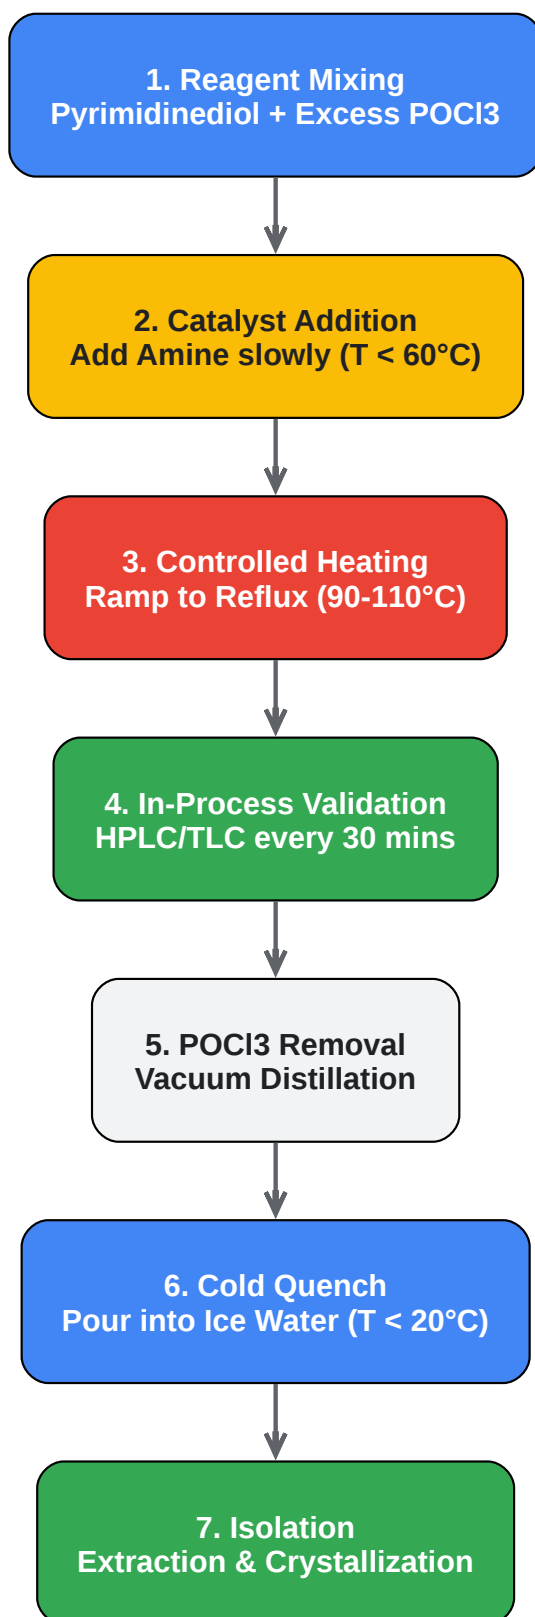 1. Reagent Mixing
Pyrimidinediol + Excess POCl3
2. Catalyst Addition
Add Amine slowly (T < 60°C)
3. Controlled Heating
Ramp to Reflux (90-110°C)
4. In-Process Validation
HPLC/TLC every 30 mins
5. POCl3 Removal
Vacuum Distillation
6. Cold Quench
Pour into Ice Water (T < 20°C)
7. Isolation
Extraction & Crystallization